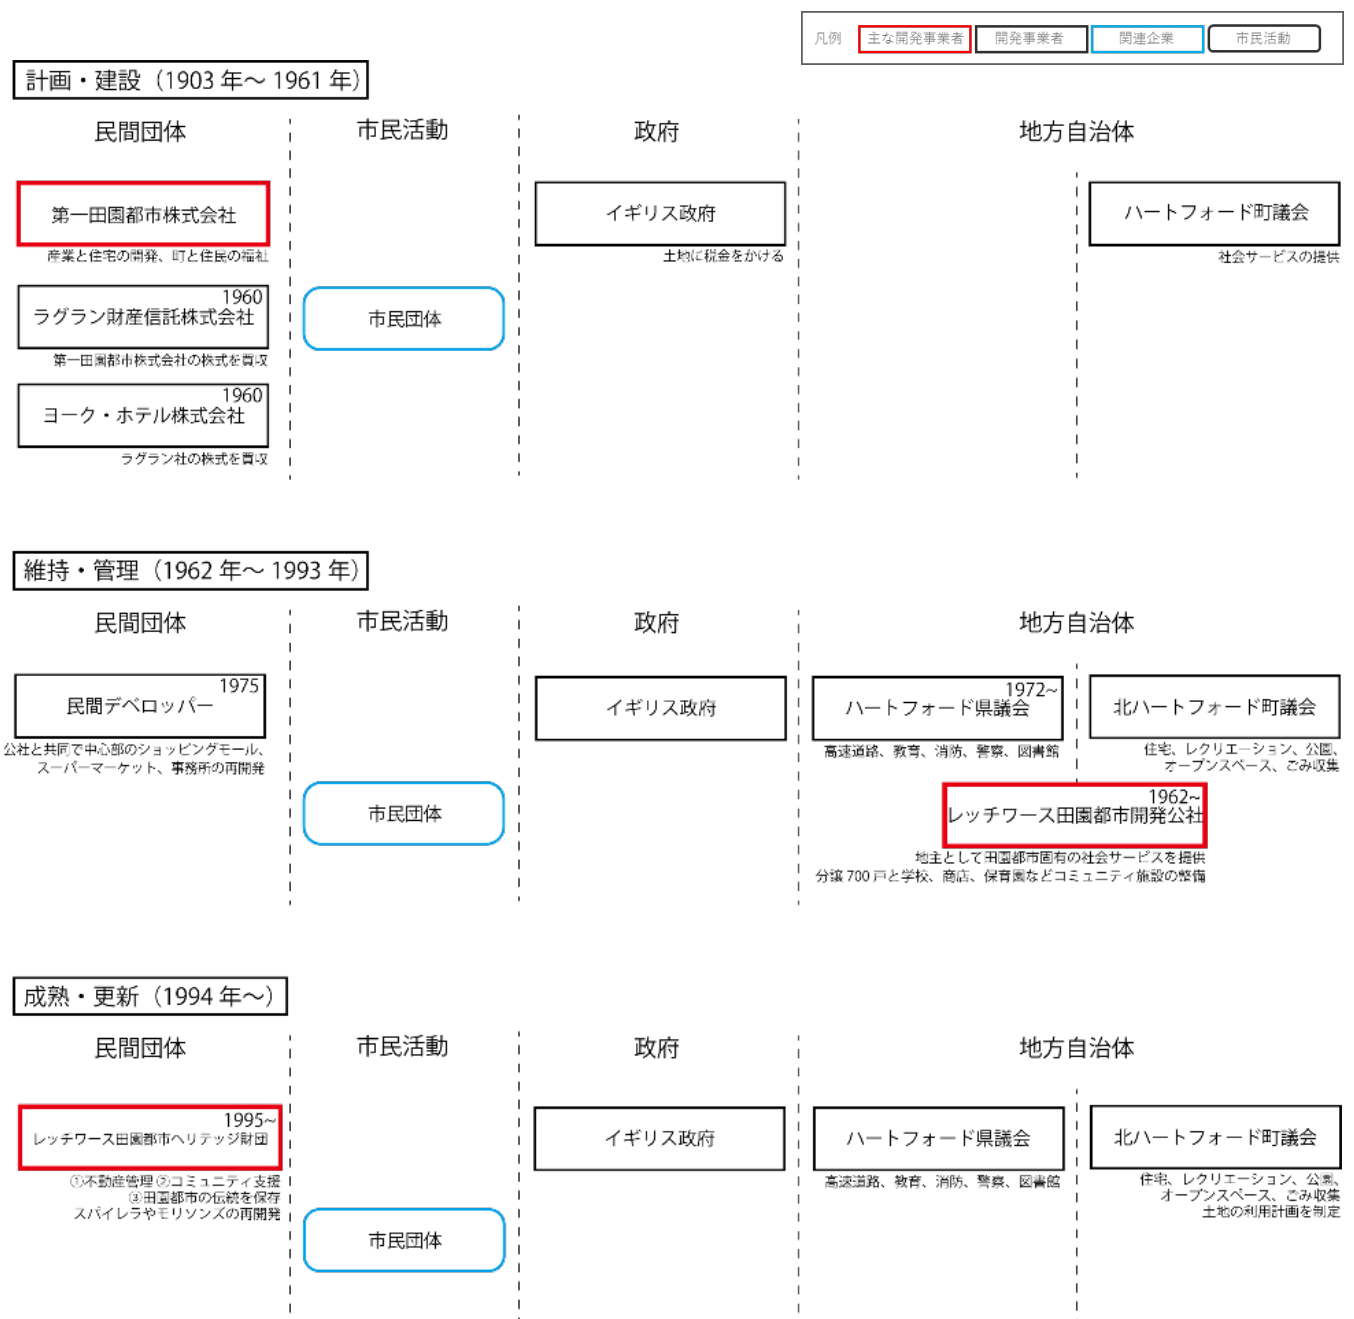 凡例 主な開発事業者 開発事業者 関連企業 市民活動
計画・建設（1903 年～ 1961 年）
民間団体 市民活動 政府 地方自治体
第一田園都市株式会社 イギリス政府 ハートフォード町議会
産業と住宅の開発、町と住民の福祉 土地に税金をかける 社会サービスの提供
1960
ラグラン財産信託株式会社 市民団体
第一田園都市株式会社の株式を買収
1960
ヨーク・ホテル株式会社
ラグラン社の株式を買収
維持・管理（1962 年～ 1993 年）
民間団体 市民活動 政府 地方自治体
1975
民間デベロッパー
公社と共同で中心部のショッピングモール、
スーパーマーケット、事務所の再開発
市民団体
イギリス政府
1972~
ハートフォード県議会
高速道路、教育、消防、警察、図書館
北ハートフォード町議会
住宅、レクリエーション、公園、
オープンスペース、ごみ収集
1962~
レッチワース田園都市開発公社
地主として田園都市固有の社会サービスを提供
分譲 700 戸と学校、商店、保育園などコミュニティ施設の整備
成熟・更新（1994 年～）
民間団体 市民活動 政府 地方自治体
1995~
レッチワース田園都市ヘリテッジ財団
①不動産管理 ②コミュニティ支援
③田園都市の伝統を保存
スパイレラやモリソンズの再開発
市民団体
イギリス政府
ハートフォード県議会
高速道路、教育、消防、警察、図書館
北ハートフォード町議会
住宅、レクリエーション、公園、
オープンスペース、ごみ収集
土地の利用計画を制定